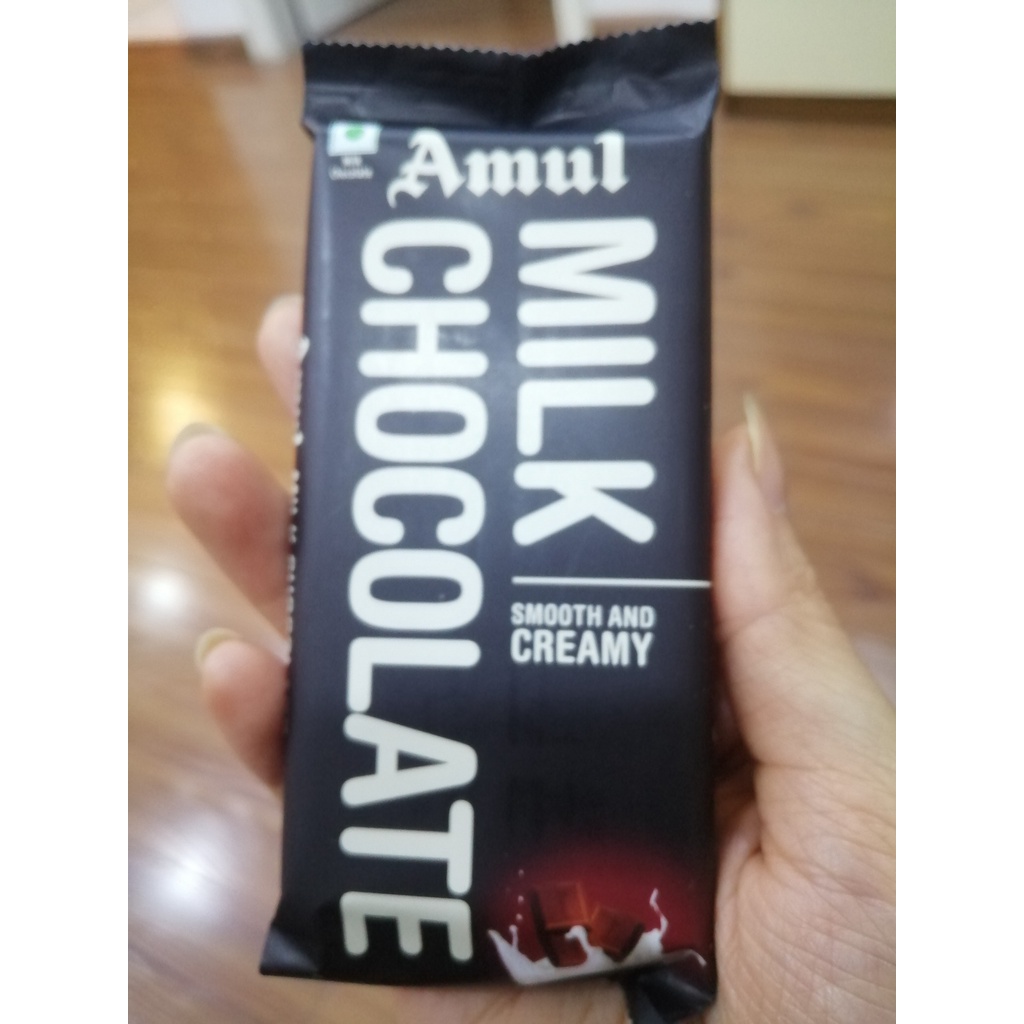 Amul
MILK
CHOCOLATE
SMOOTH AND
CREAMY